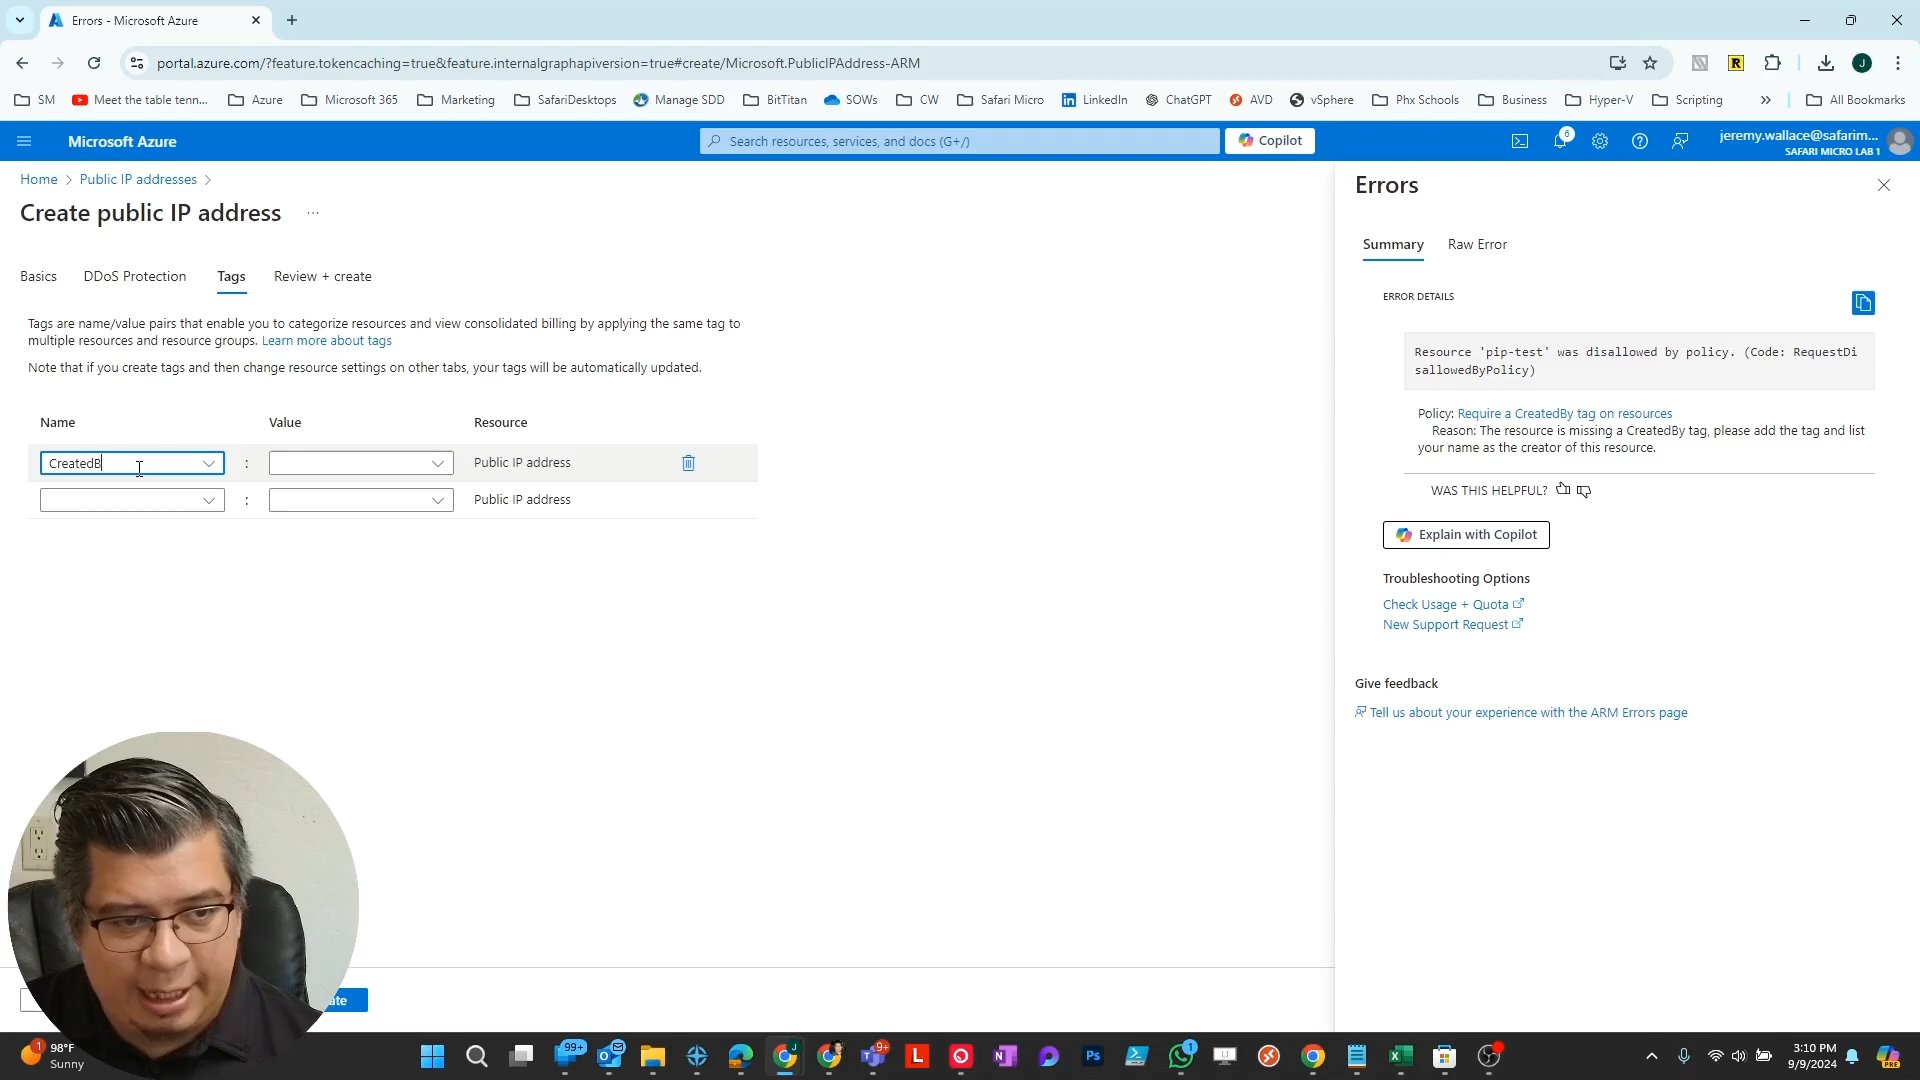 Errors - Microsoft Azure
portal.azure.com/?feature.tokencaching=true&feature.internalgraphapiversion=true#create/Microsoft.PublicIPAddress-ARM
SM
Meet the table tenn...
Azure
Microsoft 365
Marketing
SafariDesktops
Manage SDD
BitTitan
SOWs
CW
Safari Micro
LinkedIn
ChatGPT
AVD
vSphere
Phx Schools
Business
Hyper-V
Scripting
All Bookmarks
Microsoft Azure
Search resources, services, and docs (G+/)
Copilot
6
jeremy.wallace@safarim...
SAFARI MICRO LAB 1
Home > Public IP addresses >
Create public IP address ...
Basics
DDoS Protection
Tags
Review + create
Tags are name/value pairs that enable you to categorize resources and view consolidated billing by applying the same tag to
multiple resources and resource groups. Learn more about tags
Note that if you create tags and then change resource settings on other tabs, your tags will be automatically updated.
Name Value Resource
CreatedB : Public IP address
: Public IP address
ate
Errors
Summary
Raw Error
ERROR DETAILS
Resource 'pip-test' was disallowed by policy. (Code: RequestDi
sallowedByPolicy)
Policy: Require a CreatedBy tag on resources
Reason: The resource is missing a CreatedBy tag, please add the tag and list
your name as the creator of this resource.
WAS THIS HELPFUL?
Explain with Copilot
Troubleshooting Options
Check Usage + Quota
New Support Request
Give feedback
Tell us about your experience with the ARM Errors page
1
98°F
Sunny
99+
9+
1
3:10 PM
9/9/2024